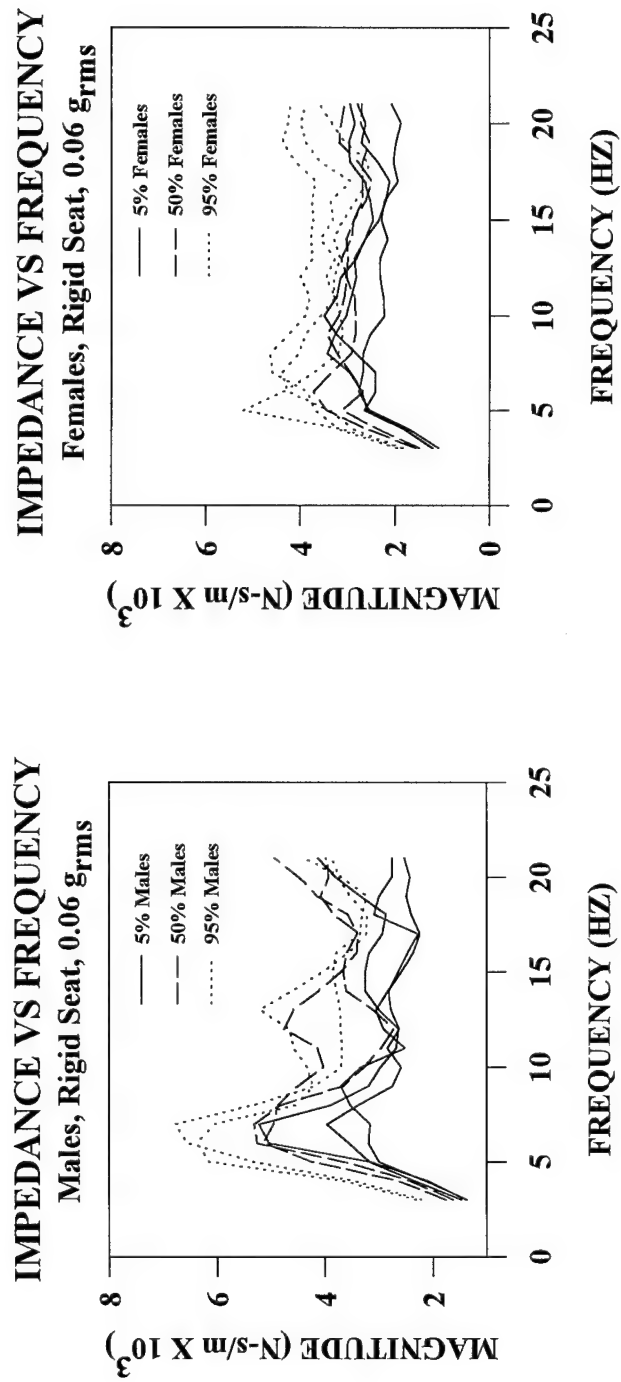 IMPEDANCE VS FREQUENCY
Males, Rigid Seat, 0.06 grms
5% Males
50% Males
95% Males
MAGNITUDE (N-s/m X 10³)
8
6
4
2
0
5
10
15
20
25
FREQUENCY (HZ)
IMPEDANCE VS FREQUENCY
Females, Rigid Seat, 0.06 grms
5% Females
50% Females
95% Females
MAGNITUDE (N-s/m X 10³)
8
6
4
2
0
0
5
10
15
20
25
FREQUENCY (HZ)